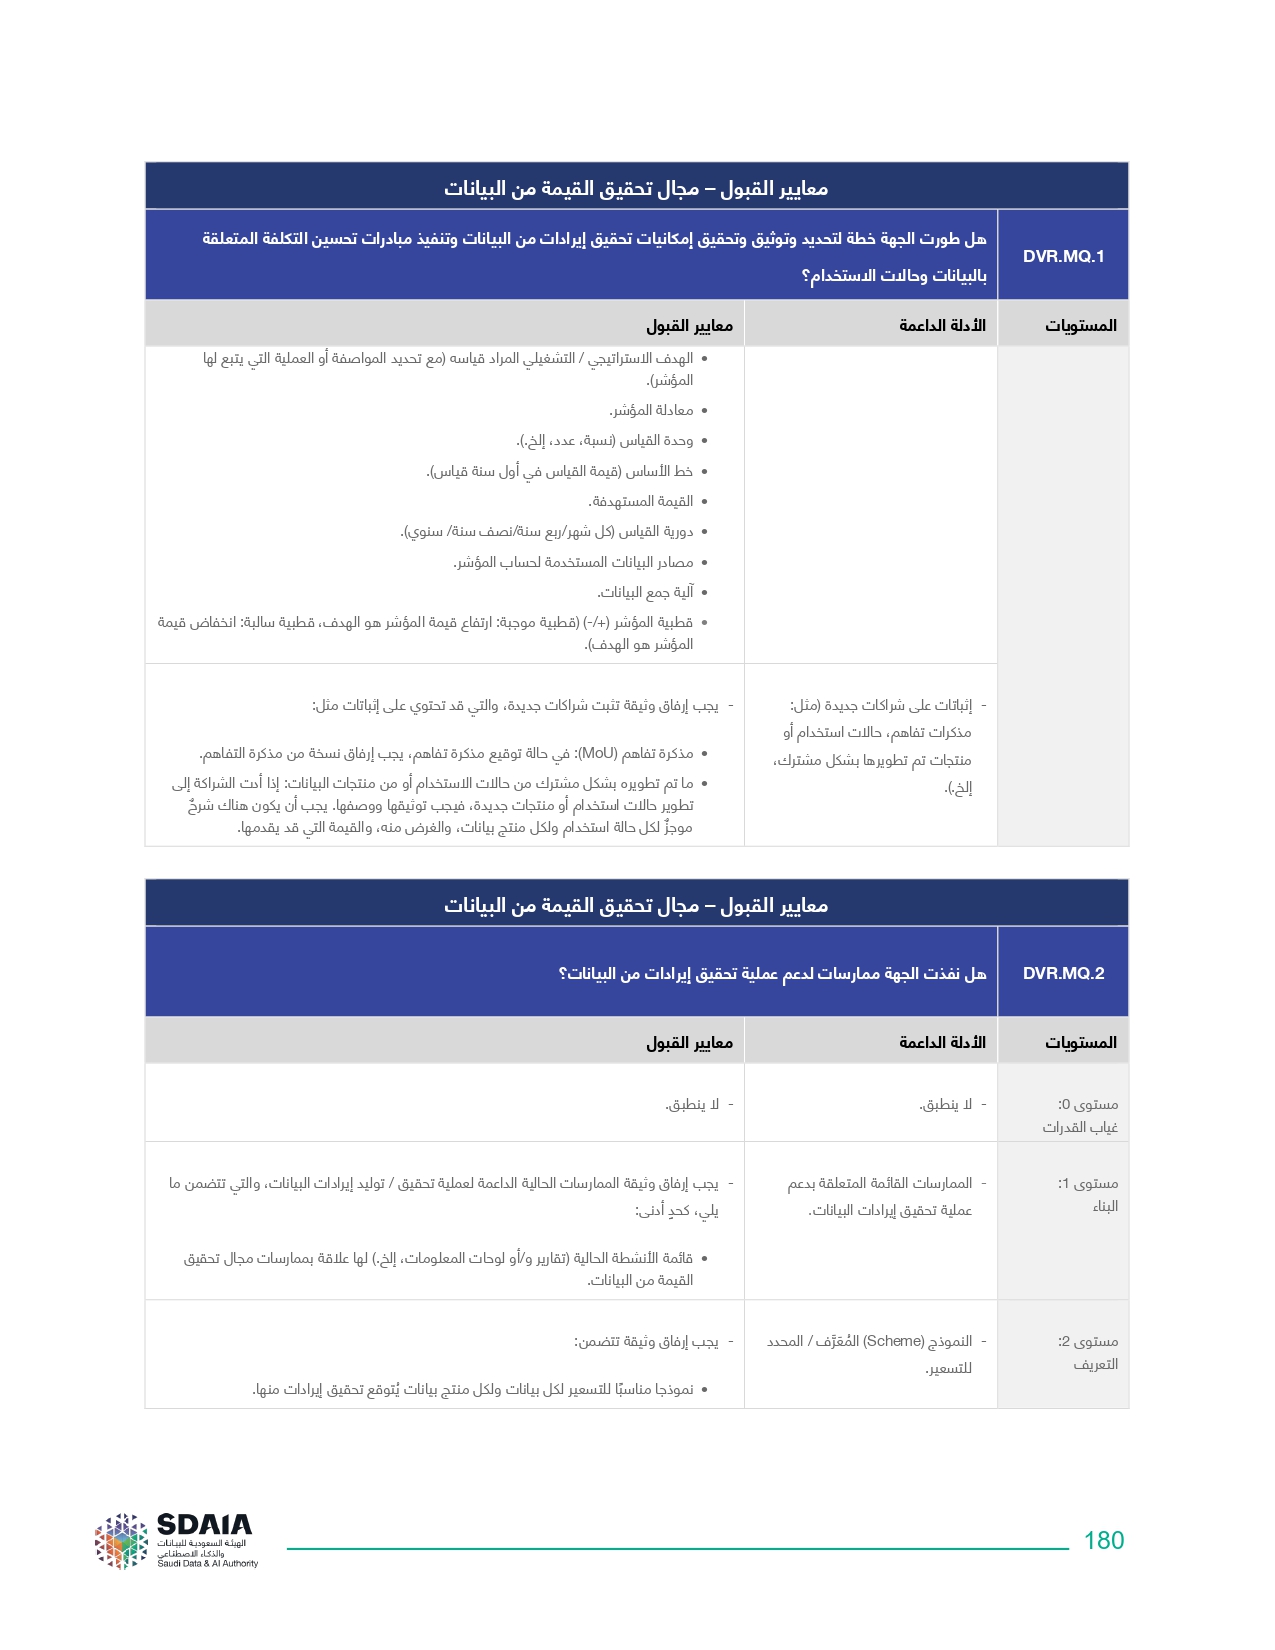 معايير القبول – مجال تحقيق القيمة من البيانات
DVR.MQ.1
هل طورت الجهة خطة لتحديد وتوثيق وتحقيق إمكانيات تحقيق إيرادات من البيانات وتنفيذ مبادرات تحسين التكلفة المتعلقة
بالبيانات وحالات الاستخدام؟
المستويات
الأدلة الداعمة
معايير القبول
• الهدف الاستراتيجي / التشغيلي المراد قياسه (مع تحديد المواصفة أو العملية التي يتبع لها
المؤشر).
• معادلة المؤشر.
• وحدة القياس (نسبة، عدد، إلخ.).
• خط الأساس (قيمة القياس في أول سنة قياس).
• القيمة المستهدفة.
• دورية القياس (كل شهر/ربع سنة/نصف سنة/ سنوي).
• مصادر البيانات المستخدمة لحساب المؤشر.
• آلية جمع البيانات.
• قطبية المؤشر (+/-) (قطبية موجبة: ارتفاع قيمة المؤشر هو الهدف، قطبية سالبة: انخفاض قيمة
المؤشر هو الهدف).
- إثباتات على شراكات جديدة (مثل:
مذكرات تفاهم، حالات استخدام أو
منتجات تم تطويرها بشكل مشترك،
إلخ.).
- يجب إرفاق وثيقة تثبت شراكات جديدة، والتي قد تحتوي على إثباتات مثل:
• مذكرة تفاهم (MoU): في حالة توقيع مذكرة تفاهم، يجب إرفاق نسخة من مذكرة التفاهم.
• ما تم تطويره بشكل مشترك من حالات الاستخدام أو من منتجات البيانات: إذا أدت الشراكة إلى
تطوير حالات استخدام أو منتجات جديدة، فيجب توثيقها ووصفها. يجب أن يكون هناك شرحٌ
موجزٌ لكل حالة استخدام ولكل منتج بيانات، والغرض منه، والقيمة التي قد يقدمها.
معايير القبول – مجال تحقيق القيمة من البيانات
DVR.MQ.2
هل نفذت الجهة ممارسات لدعم عملية تحقيق إيرادات من البيانات؟
المستويات
الأدلة الداعمة
معايير القبول
مستوى 0:
غياب القدرات
- لا ينطبق.
- لا ينطبق.
مستوى 1:
البناء
- الممارسات القائمة المتعلقة بدعم
عملية تحقيق إيرادات البيانات.
- يجب إرفاق وثيقة الممارسات الحالية الداعمة لعملية تحقيق / توليد إيرادات البيانات، والتي تتضمن ما
يلي، كحدٍ أدنى:
• قائمة الأنشطة الحالية (تقارير و/أو لوحات المعلومات، إلخ.) لها علاقة بممارسات مجال تحقيق
القيمة من البيانات.
مستوى 2:
التعريف
- النموذج (Scheme) المُعَرَّف / المحدد
للتسعير.
- يجب إرفاق وثيقة تتضمن:
• نموذجا مناسبًا للتسعير لكل بيانات ولكل منتج بيانات يُتوقع تحقيق إيرادات منها.
SDAIA
الهيئة السعودية للبيانات
والذكاء الاصطناعي
Saudi Data & AI Authority
180